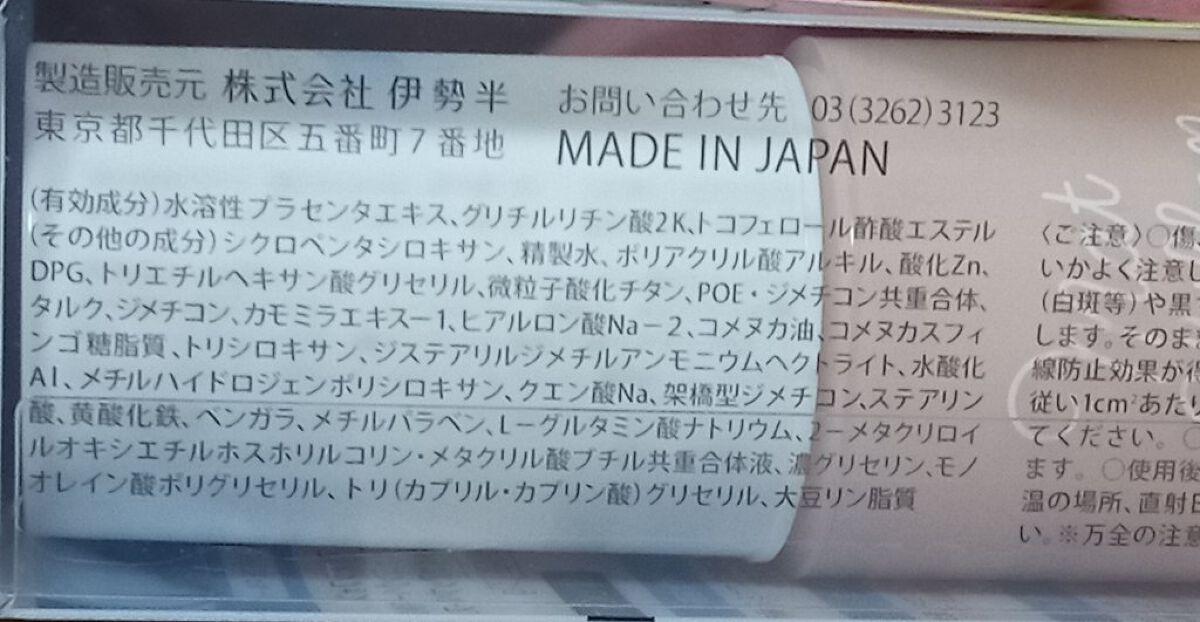 製造販売元 株式会社 伊勢半 お問い合わせ先 03(3262)3123
東京都千代田区五番町7番地 MADE IN JAPAN
(有効成分)水溶性プラセンタエキス、グリチルリチン酸2K、トコフェロール酢酸エステル
(その他の成分)シクロペンタシロキサン、精製水、ポリアクリル酸アルキル、酸化Zn、
DPG、トリエチルヘキサン酸グリセリル、微粒子酸化チタン、POE・ジメチコン共重合体、
タルク、ジメチコン、カモミラエキス－1、ヒアルロン酸Na－2、コメヌカ油、コメヌカスフィ
ンゴ糖脂質、トリシロキサン、ジステアリルジメチルアンモニウムヘクトライト、水酸化
Al、メチルハイドロジェンポリシロキサン、クエン酸Na、架橋型ジメチコン、ステアリン
酸、黄酸化鉄、ベンガラ、メチルパラベン、L－グルタミン酸ナトリウム、2－メタクリロイ
ルオキシエチルホスホリルコリン・メタクリル酸ブチル共重合体液、濃グリセリン、モノ
オレイン酸ポリグリセリル、トリ(カプリル・カプリン酸)グリセリル、大豆リン脂質
〈ご注意〉○傷
いかよく注意し
(白斑等)や黒
します。そのまま
線防止効果が得
従い1cm²あたり
てください。○
ます。○使用後
温の場所、直射日
い。※万全の注意